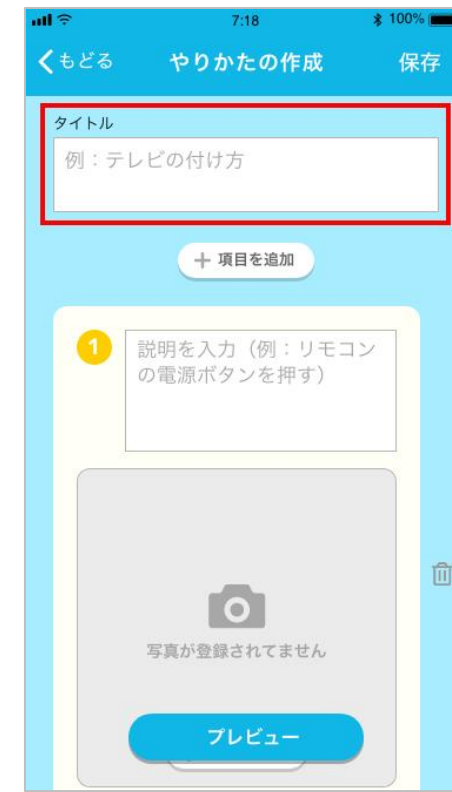 7:18
100%
もどる
やりかたの作成
保存
タイトル
例：テレビの付け方
＋ 項目を追加
1
説明を入力（例：リモコン
の電源ボタンを押す）
写真が登録されてません
プレビュー